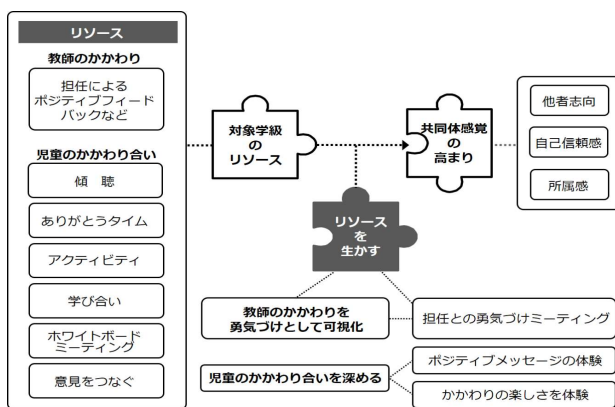 リソース
教師のかかわり
担任による
ポジティブフィード
バックなど
児童のかかわり合い
傾　聴
ありがとうタイム
アクティビティ
学び合い
ホワイトボード
ミーティング
意見をつなぐ
対象学級
の
リソース
共同体感覚
の
高まり
他者志向
自己信頼感
所属感
リソース
を
生かす
教師のかかわりを
勇気づけとして可視化
担任との勇気づけミーティング
児童のかかわり合いを深める
ポジティブメッセージの体験
かかわりの楽しさを体験